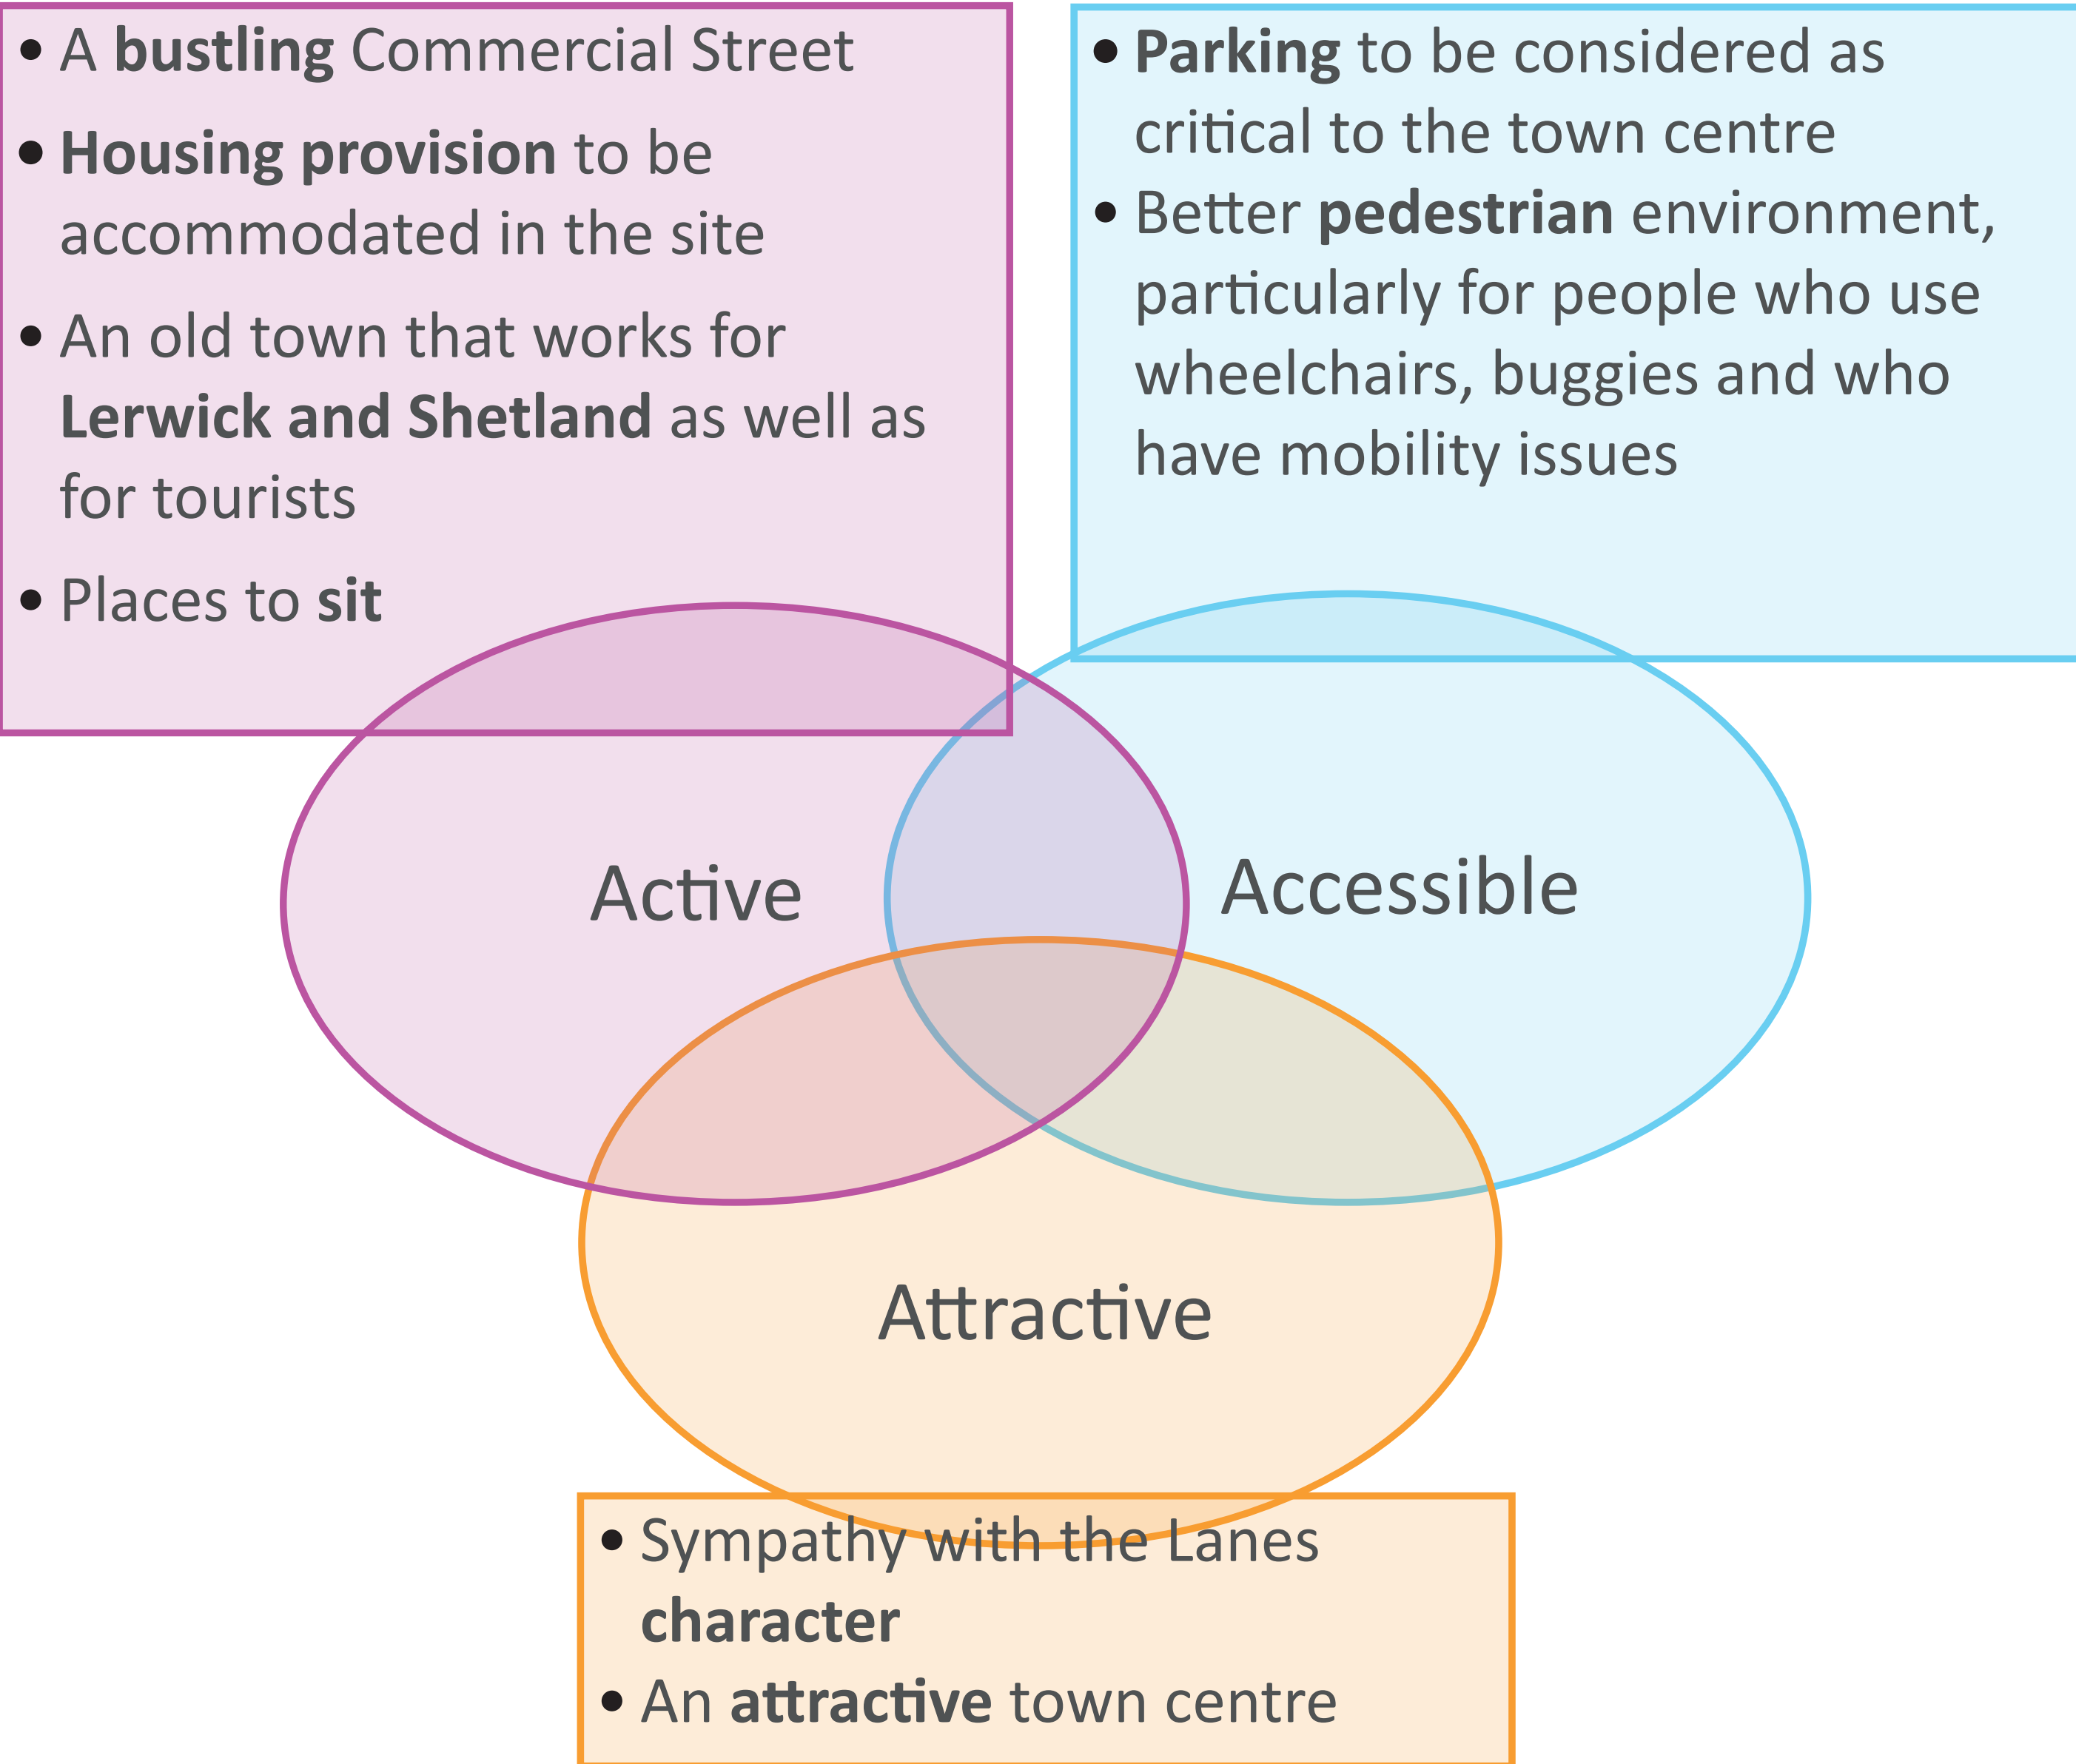 ● A bustling Commercial Street
● Housing provision to be
accommodated in the site
● An old town that works for
Lerwick and Shetland as well as
for tourists
● Places to sit
● Parking to be considered as
critical to the town centre
● Better pedestrian environment,
particularly for people who use
wheelchairs, buggies and who
have mobility issues
Active
Accessible
Attractive
● Sympathy with the Lanes
character
● An attractive town centre